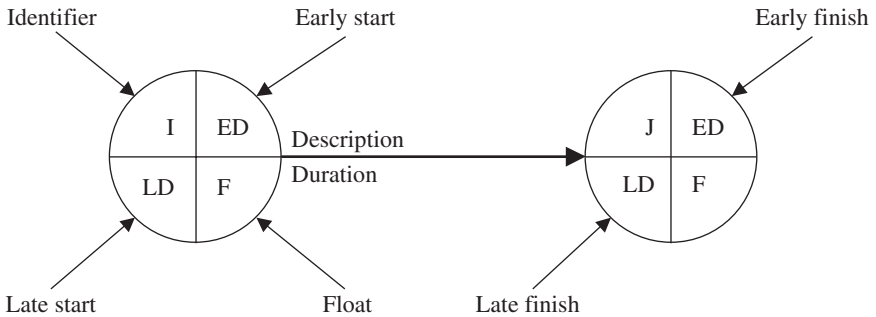 Identifier
Early start
Early finish
I
ED
Description
J
ED
LD
F
Duration
LD
F
Late start
Float
Late finish